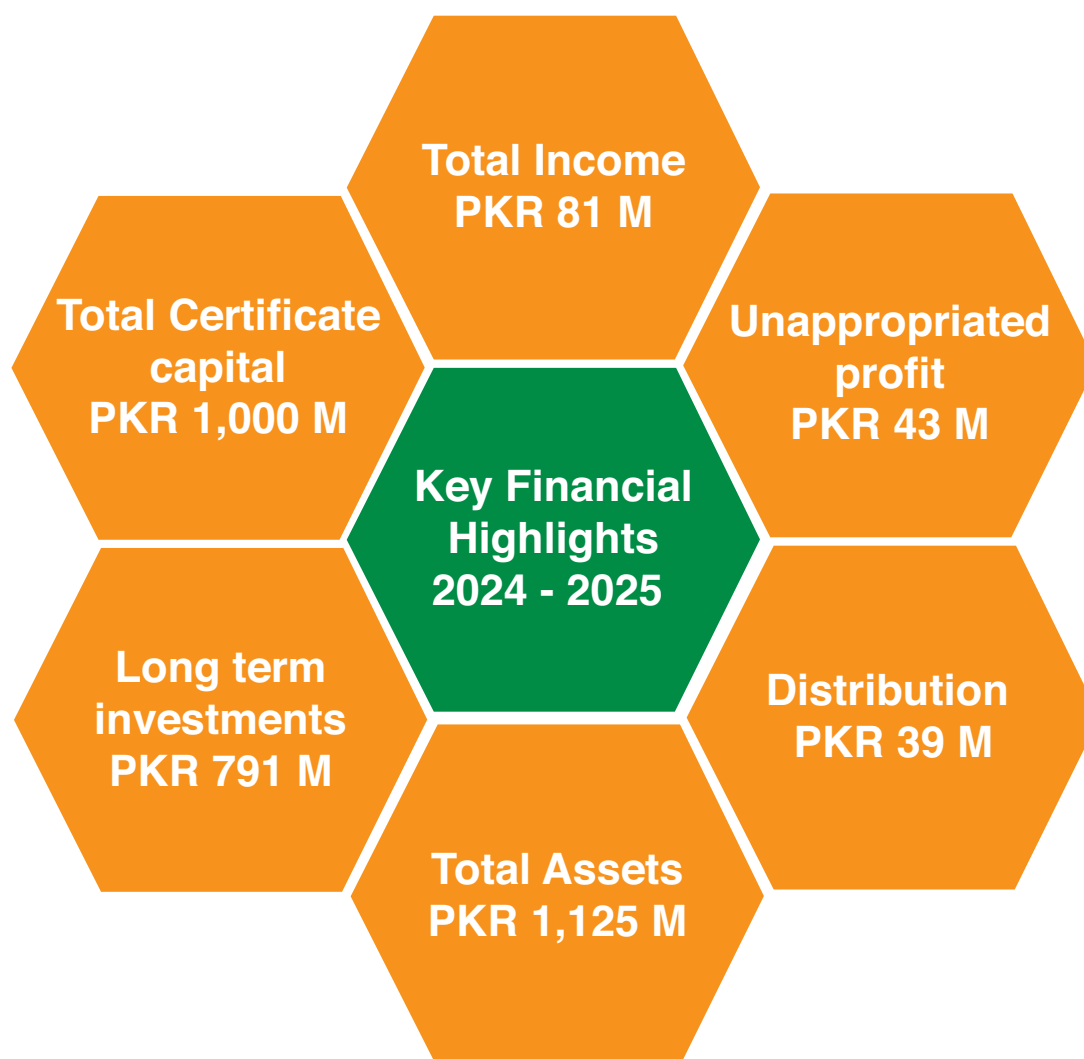 Total Income
PKR 81 M
Total Certificate
capital
PKR 1,000 M
Unappropriated
profit
PKR 43 M
Key Financial
Highlights
2024 - 2025
Long term
investments
PKR 791 M
Distribution
PKR 39 M
Total Assets
PKR 1,125 M